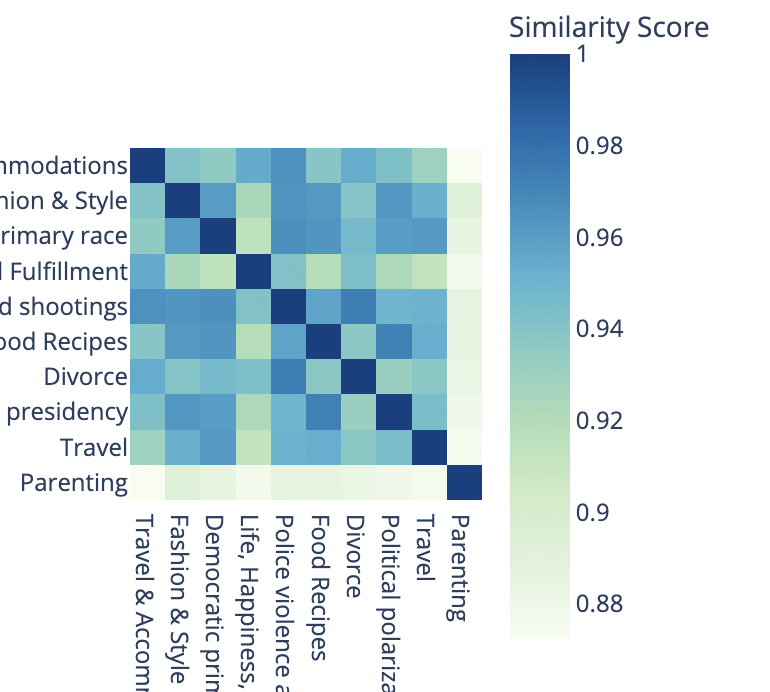 Similarity Score
1
0.98
0.96
0.94
0.92
0.9
0.88
mmodations
hion & Style
rimary race
l Fulfillment
d shootings
ood Recipes
Divorce
presidency
Travel
Parenting
Travel & Accomm
Fashion & Style
Democratic prim
Life, Happiness,
Police violence a
Food Recipes
Divorce
Political polariza
Travel
Parenting